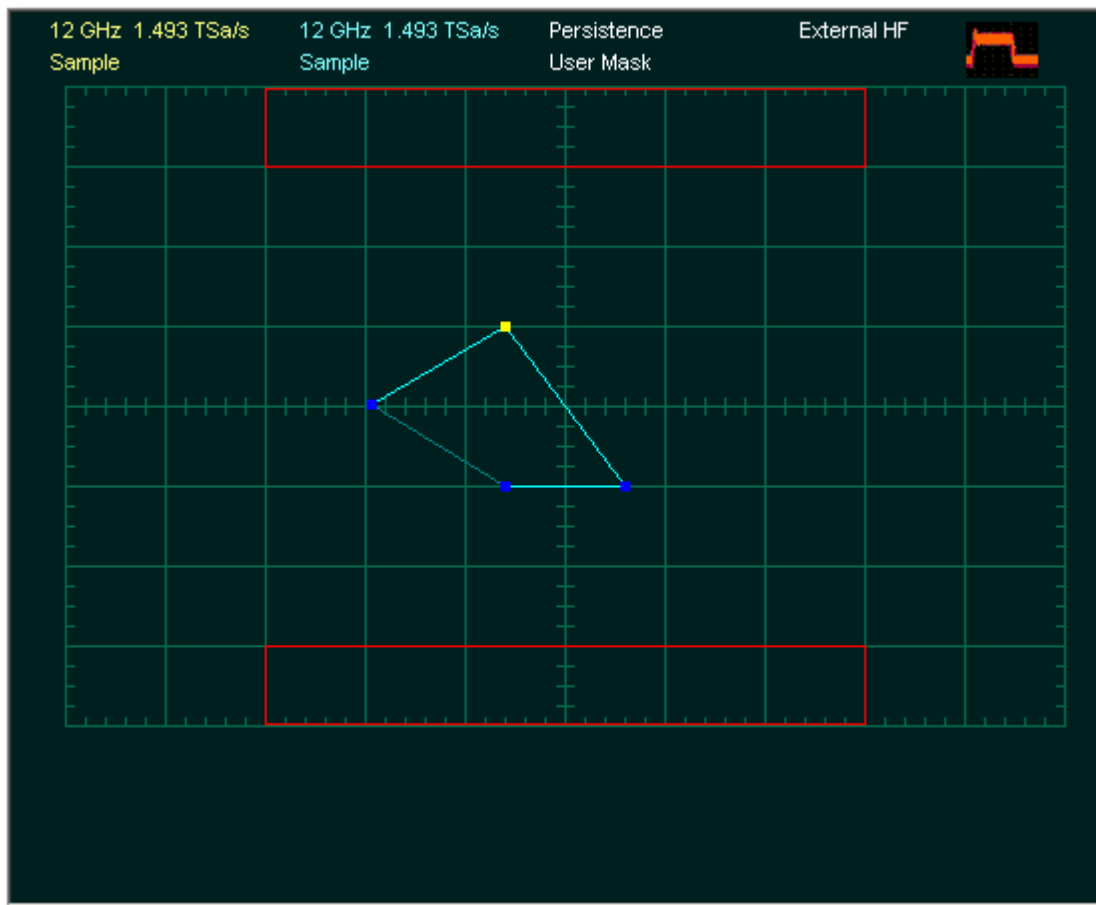 12 GHz 1.493 TSa/s 12 GHz 1.493 TSa/s Persistence External HF
Sample Sample User Mask